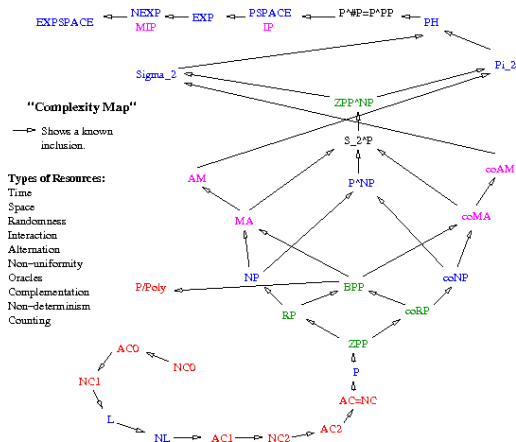 EXPSPACE NEXP EXP PSPACE P^#P=P^PP PH
MIP IP
Sigma_2 Pi_2
ZPP^NP
"Complexity Map"
Shows a known
inclusion.
S_2^P
Types of Resources:
Time
Space
Randomness
Interaction
Alternation
Non-uniformity
Oracles
Complementation
Non-determinism
Counting
AM P^NP coAM
MA coMA
NP BPP coNP
P/Poly
RP coRP
ZPP
AC0
NC0
NC1
P
AC=NC
L
NL AC1 NC2 AC2